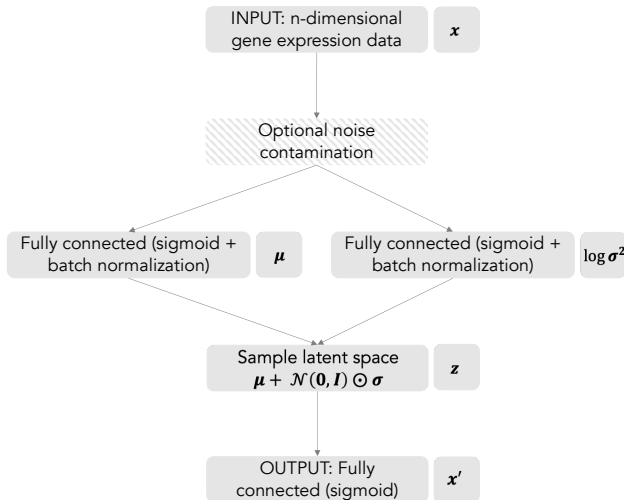 INPUT: n-dimensional
gene expression data
x
Optional noise
contamination
Fully connected (sigmoid +
batch normalization)
μ
Fully connected (sigmoid +
batch normalization)
log σ²
Sample latent space
μ + 𝒩(0, I) ⊙ σ
z
OUTPUT: Fully
connected (sigmoid)
x′